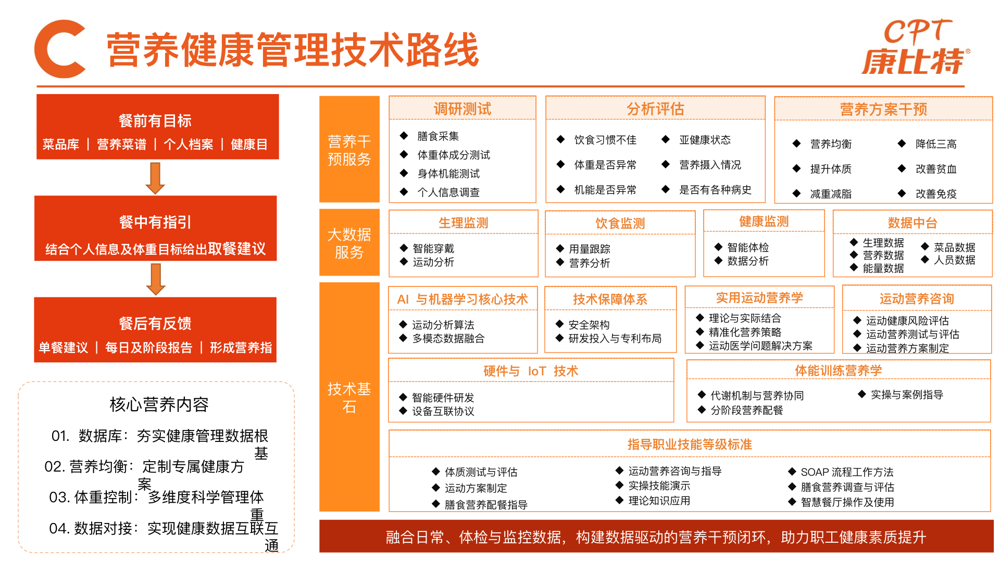 营养健康管理技术路线
CPT
康比特®
餐前有目标
菜品库 | 营养菜谱 | 个人档案 | 健康目
餐中有指引
结合个人信息及体重目标给出取餐建议
餐后有反馈
单餐建议 | 每日及阶段报告 | 形成营养指
核心营养内容
01. 数据库：夯实健康管理数据根
基
02. 营养均衡：定制专属健康方
案
03. 体重控制：多维度科学管理体
重
04. 数据对接：实现健康数据互联互
通
营养干
预服务
调研测试
膳食采集
体重体成分测试
身体机能测试
个人信息调查
分析评估
饮食习惯不佳
体重是否异常
机能是否异常
亚健康状态
营养摄入情况
是否有各种病史
营养方案干预
营养均衡
提升体质
减重减脂
降低三高
改善贫血
改善免疫
大数据
服务
生理监测
智能穿戴
运动分析
饮食监测
用量跟踪
营养分析
健康监测
智能体检
数据分析
数据中台
生理数据
营养数据
能量数据
菜品数据
人员数据
技术基
石
AI 与机器学习核心技术
运动分析算法
多模态数据融合
技术保障体系
安全架构
研发投入与专利布局
实用运动营养学
理论与实际结合
精准化营养策略
运动医学问题解决方案
运动营养咨询
运动健康风险评估
运动营养测试与评估
运动营养方案制定
硬件与 IoT 技术
智能硬件研发
设备互联协议
体能训练营养学
代谢机制与营养协同
分阶段营养配餐
实操与案例指导
指导职业技能等级标准
体质测试与评估
运动方案制定
膳食营养配餐指导
运动营养咨询与指导
实操技能演示
理论知识应用
SOAP 流程工作方法
膳食营养调查与评估
智慧餐厅操作及使用
融合日常、体检与监控数据，构建数据驱动的营养干预闭环，助力职工健康素质提升